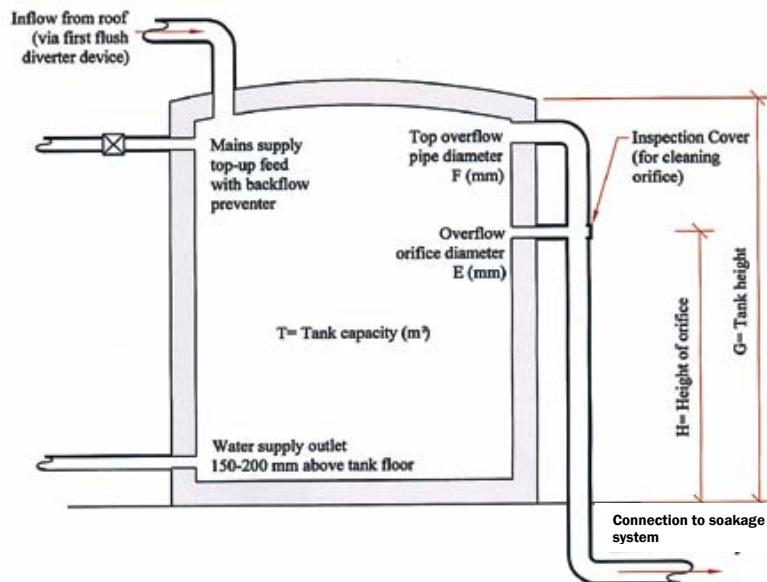 Inflow from roof
(via first flush
diverter device)
Mains supply
top-up feed
with backflow
preventer
Top overflow
pipe diameter
F (mm)
Inspection Cover
(for cleaning
orifice)
Overflow
orifice diameter
E (mm)
T= Tank capacity (m³)
H= Height of orifice
G= Tank height
Water supply outlet
150-200 mm above tank floor
Connection to soakage
system